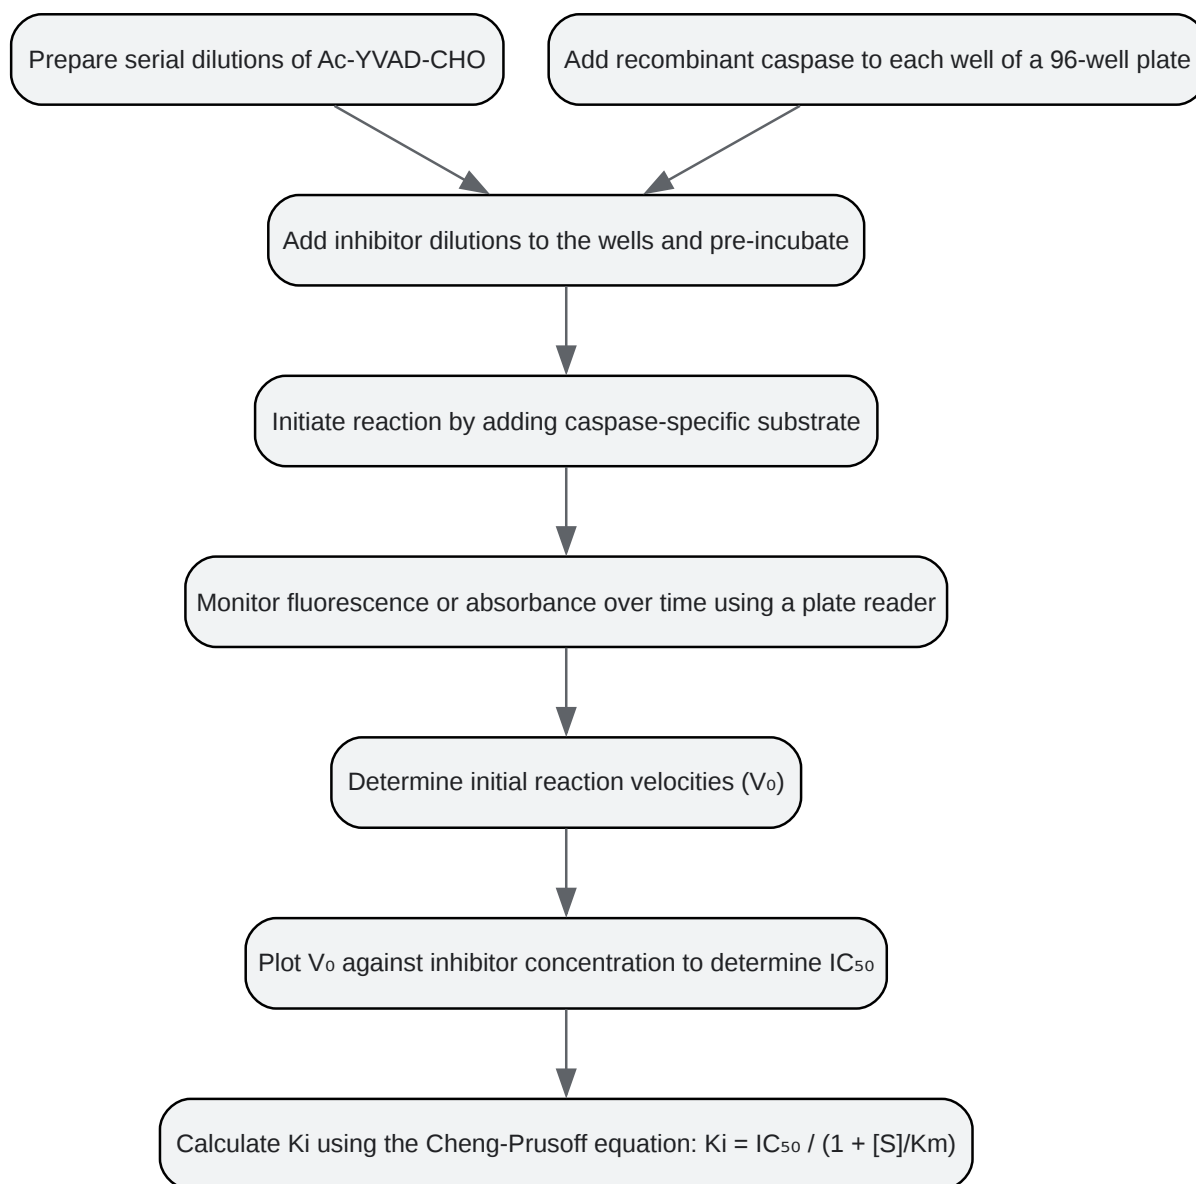 Prepare serial dilutions of Ac-YVAD-CHO
Add recombinant caspase to each well of a 96-well plate
Add inhibitor dilutions to the wells and pre-incubate
Initiate reaction by adding caspase-specific substrate
Monitor fluorescence or absorbance over time using a plate reader
Determine initial reaction velocities (V₀)
Plot V₀ against inhibitor concentration to determine IC₅₀
Calculate Ki using the Cheng-Prusoff equation: Ki = IC₅₀ / (1 + [S]/Km)